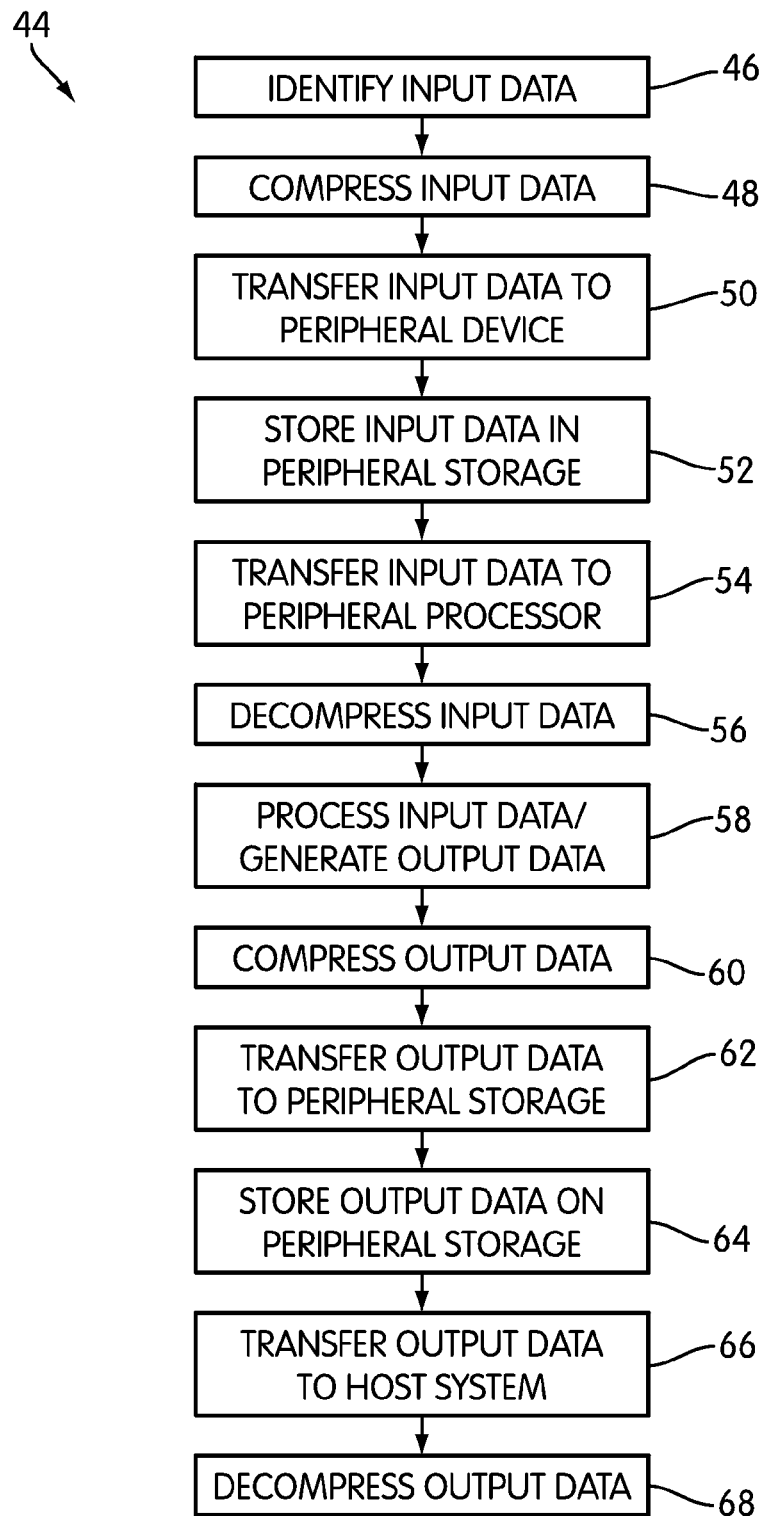 44
IDENTIFY INPUT DATA
46
COMPRESS INPUT DATA
48
TRANSFER INPUT DATA TO
PERIPHERAL DEVICE
50
STORE INPUT DATA IN
PERIPHERAL STORAGE
52
TRANSFER INPUT DATA TO
PERIPHERAL PROCESSOR
54
DECOMPRESS INPUT DATA
56
PROCESS INPUT DATA/
GENERATE OUTPUT DATA
58
COMPRESS OUTPUT DATA
60
TRANSFER OUTPUT DATA
TO PERIPHERAL STORAGE
62
STORE OUTPUT DATA ON
PERIPHERAL STORAGE
64
TRANSFER OUTPUT DATA
TO HOST SYSTEM
66
DECOMPRESS OUTPUT DATA
68